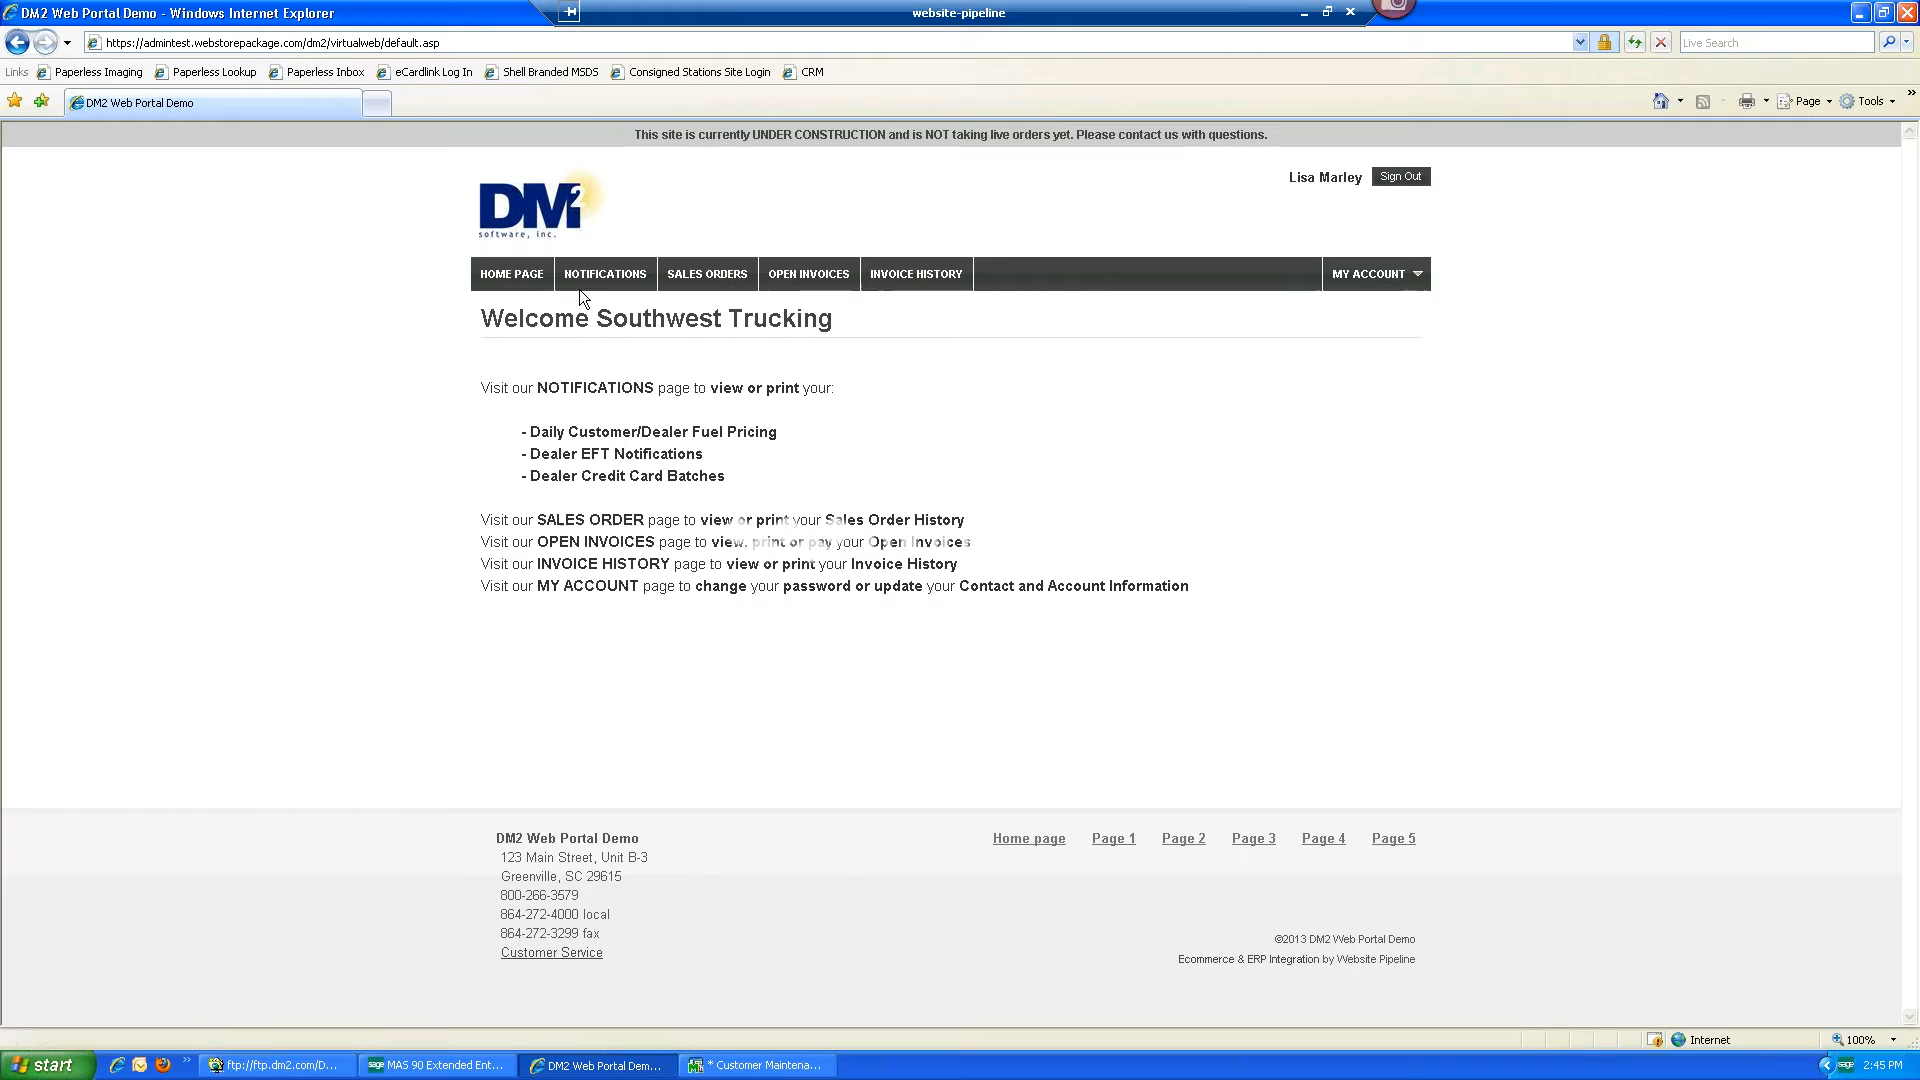 DM2 Web Portal Demo - Windows Internet Explorer
website-pipeline
https://admintest.webstorepackage.com/dm2/virtualweb/default.asp
Live Search
Links Paperless Imaging Paperless Lookup Paperless Inbox eCardlink Log In Shell Branded MSDS Consigned Stations Site Login CRM
DM2 Web Portal Demo
Page Tools
This site is currently UNDER CONSTRUCTION and is NOT taking live orders yet. Please contact us with questions.
Lisa Marley Sign Out
DM2
software, inc.
HOME PAGE NOTIFICATIONS SALES ORDERS OPEN INVOICES INVOICE HISTORY MY ACCOUNT
Welcome Southwest Trucking
Visit our NOTIFICATIONS page to view or print your:
- Daily Customer/Dealer Fuel Pricing
- Dealer EFT Notifications
- Dealer Credit Card Batches
Visit our SALES ORDER page to view or print your Sales Order History
Visit our OPEN INVOICES page to view, print or pay your Open Invoices
Visit our INVOICE HISTORY page to view or print your Invoice History
Visit our MY ACCOUNT page to change your password or update your Contact and Account Information
DM2 Web Portal Demo
123 Main Street, Unit B-3
Greenville, SC 29615
800-266-3579
864-272-4000 local
864-272-3299 fax
Customer Service
Home page Page 1 Page 2 Page 3 Page 4 Page 5
©2013 DM2 Web Portal Demo
Ecommerce & ERP Integration by Website Pipeline
Internet
100%
start
ftp://ftp.dm2.com/D...
sage MAS 90 Extended Ent...
DM2 Web Portal Dem...
* Customer Maintena...
sage
2:45 PM